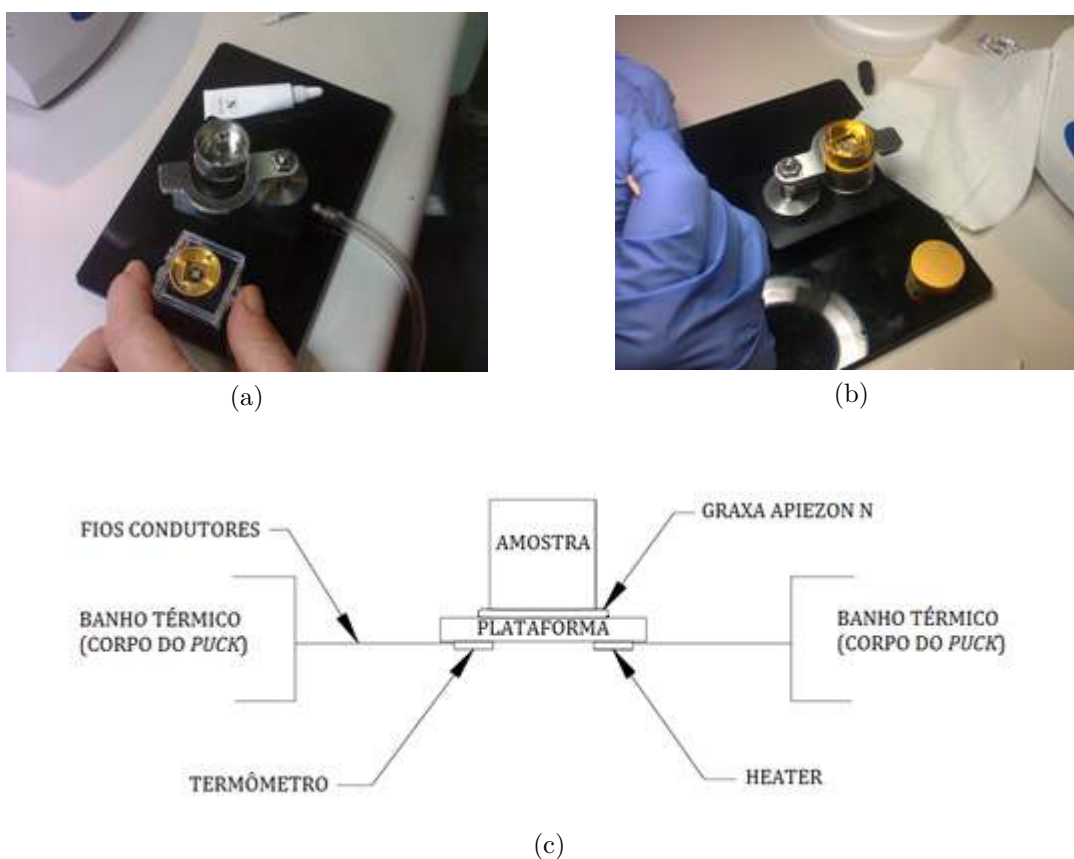 (a)
(b)
FIOS CONDUTORES
GRAXA APIEZON N
AMOSTRA
BANHO TÉRMICO
(CORPO DO PUCK)
PLATAFORMA
BANHO TÉRMICO
(CORPO DO PUCK)
TERMÔMETRO
HEATER
(c)